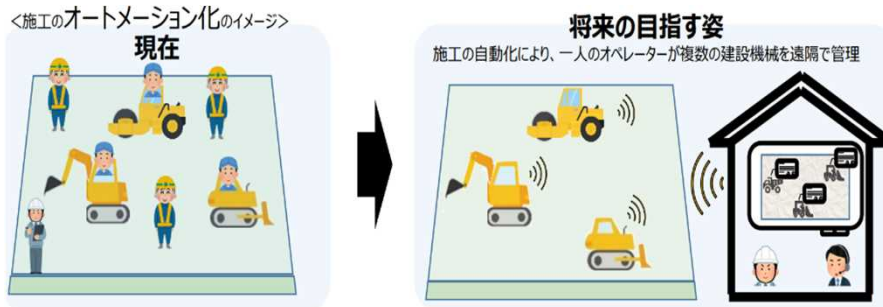 <施工のオートメーション化のイメージ>
現在
将来の目指す姿
施工の自動化により、一人のオペレーターが複数の建設機械を遠隔で管理